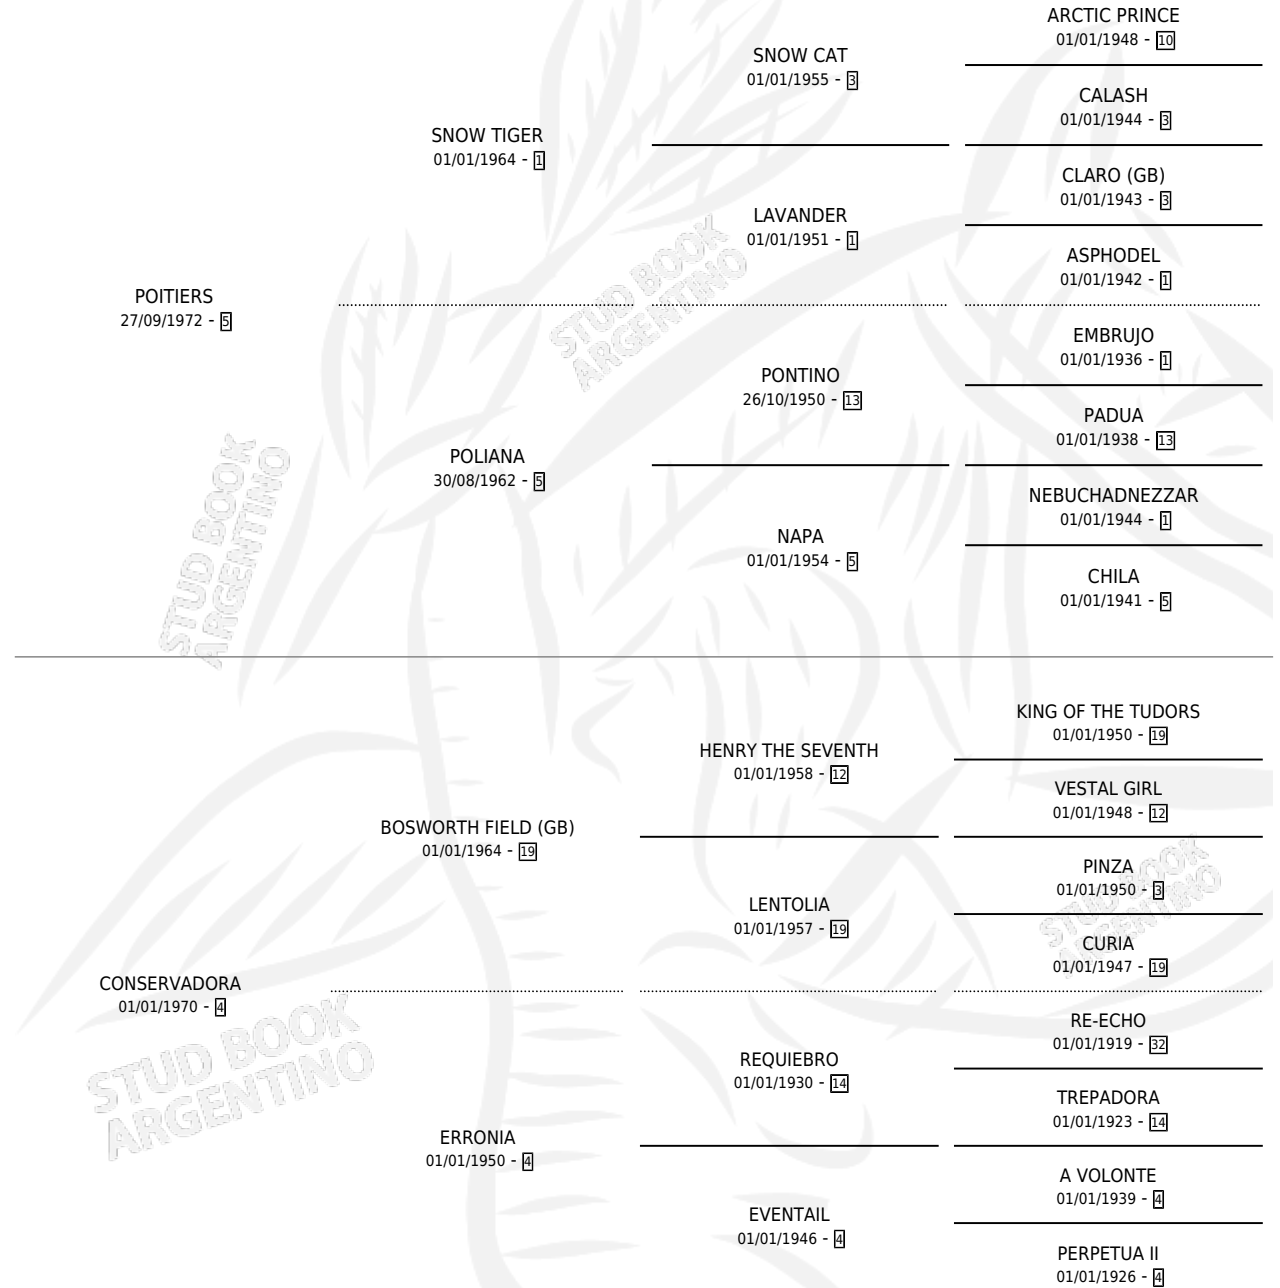 ARCTIC PRINCE
01/01/1948 - 10
SNOW CAT
01/01/1955 - 3
CALASH
01/01/1944 - 3
SNOW TIGER
01/01/1964 - 1
CLARO (GB)
01/01/1943 - 3
LAVANDER
01/01/1951 - 1
ASPHODEL
01/01/1942 - 1
POITIERS
27/09/1972 - 5
STUD BOOK
ARGENTINO
EMBRUJO
01/01/1936 - 1
PONTINO
26/10/1950 - 13
PADUA
01/01/1938 - 13
POLIANA
30/08/1962 - 5
NEBUCHADNEZZAR
01/01/1944 - 1
NAPA
01/01/1954 - 5
CHILA
01/01/1941 - 5
STUD BOOK
ARGENTINO
KING OF THE TUDORS
01/01/1950 - 19
HENRY THE SEVENTH
01/01/1958 - 12
VESTAL GIRL
01/01/1948 - 12
BOSWORTH FIELD (GB)
01/01/1964 - 19
PINZA
01/01/1950 - 3
STUD BOOK
ARGENTINO
LENTOLIA
01/01/1957 - 19
CURIA
01/01/1947 - 19
CONSERVADORA
01/01/1970 - 4
STUD BOOK
ARGENTINO
RE-ECHO
01/01/1919 - 32
REQUIEBRO
01/01/1930 - 14
TREPADORA
01/01/1923 - 14
ERRONIA
01/01/1950 - 4
A VOLONTE
01/01/1939 - 4
EVENTAIL
01/01/1946 - 4
PERPETUA II
01/01/1926 - 4